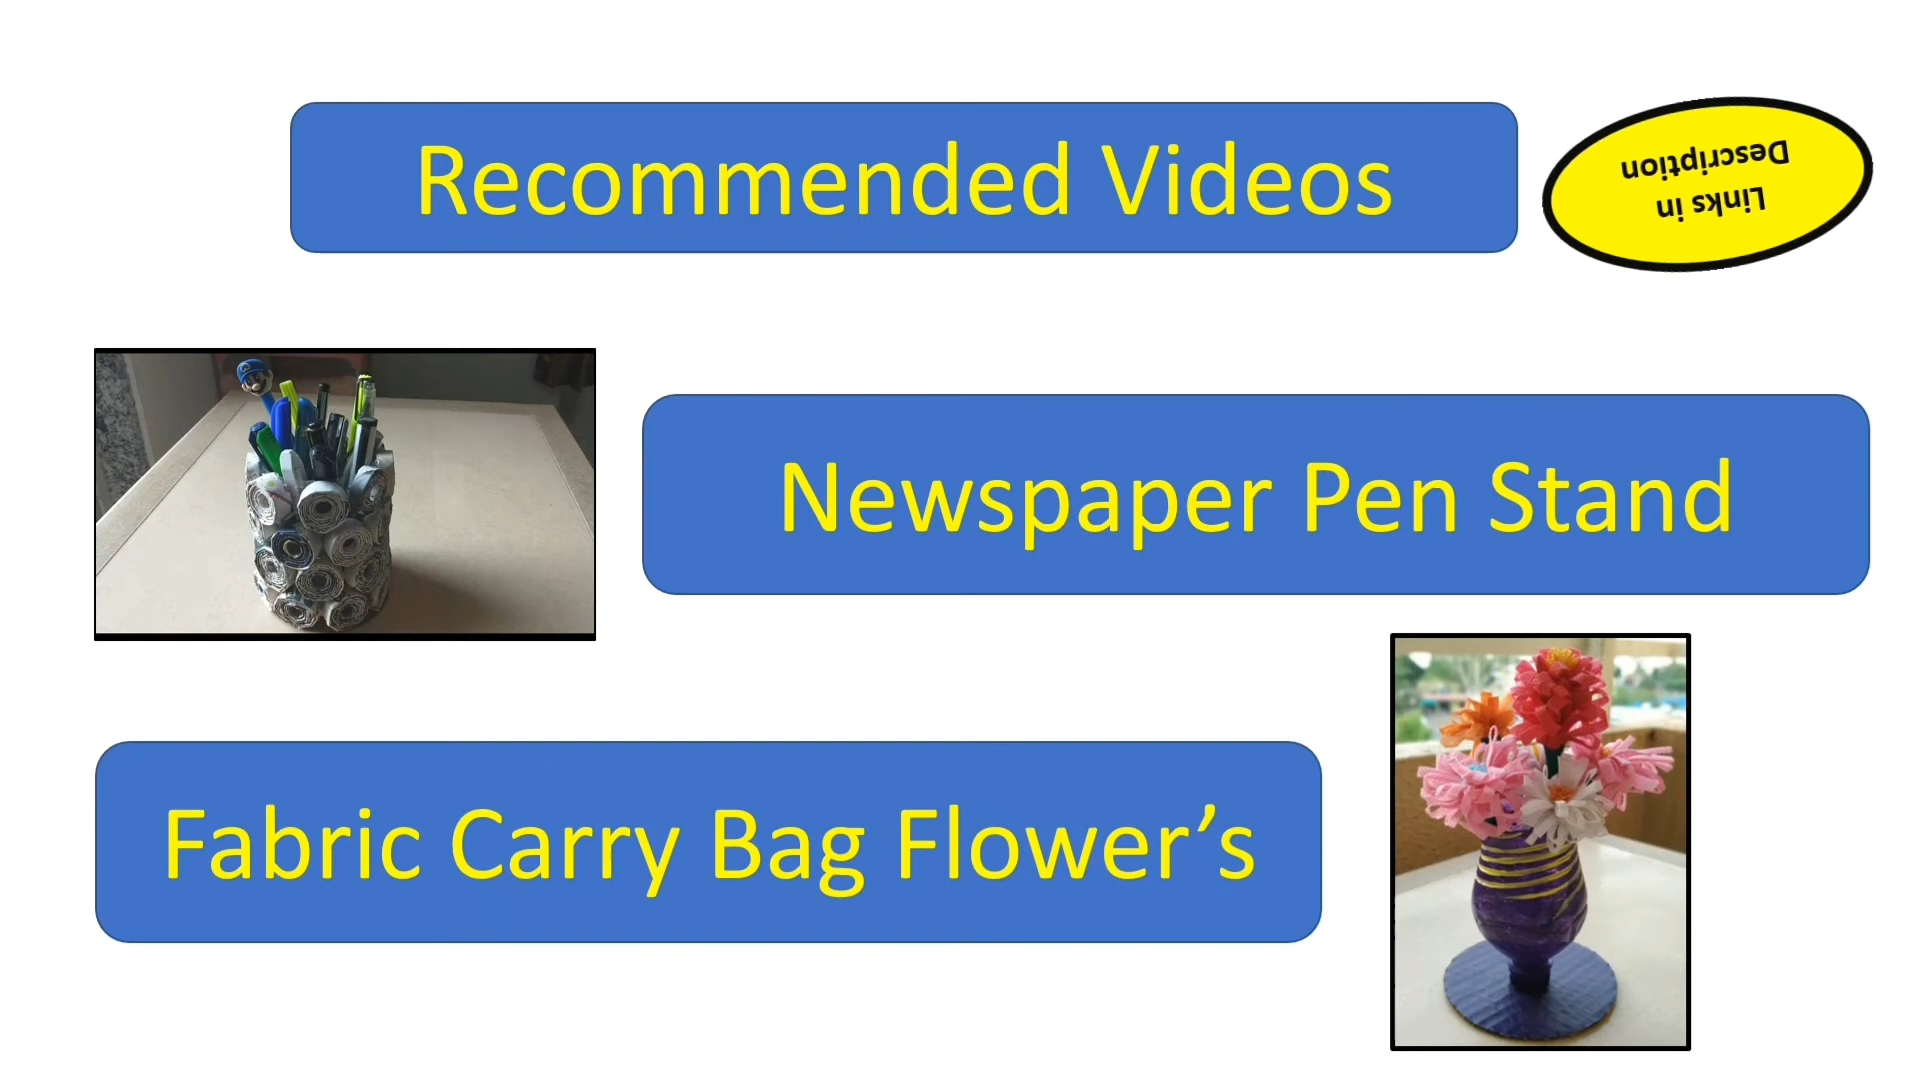 Recommended Videos
Links in
Description
Newspaper Pen Stand
Fabric Carry Bag Flower’s